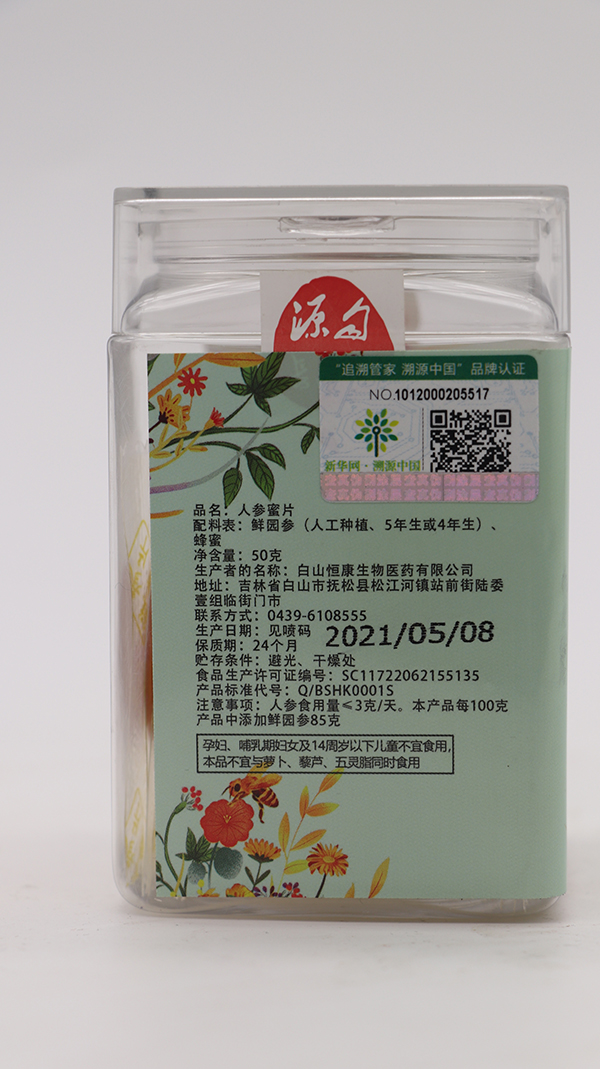 源自
"追溯管家 溯源中国"品牌认证
NO.1012000205517
新华网·溯源中国
品名：人参蜜片
配料表：鲜园参（人工种植、5年生或4年生）、
蜂蜜
净含量：50克
生产者的名称：白山恒康生物医药有限公司
地址：吉林省白山市抚松县松江河镇站前街陆委
壹组临街门市
联系方式：0439-6108555
生产日期：见喷码 2021/05/08
保质期：24个月
贮存条件：避光、干燥处
食品生产许可证编号：SC11722062155135
产品标准代号：Q/BSHK0001S
注意事项：人参食用量≤3克/天。本产品每100克
产品中添加鲜园参85克
孕妇、哺乳期妇女及14周岁以下儿童不宜食用，
本品不宜与萝卜、藜芦、五灵脂同时食用